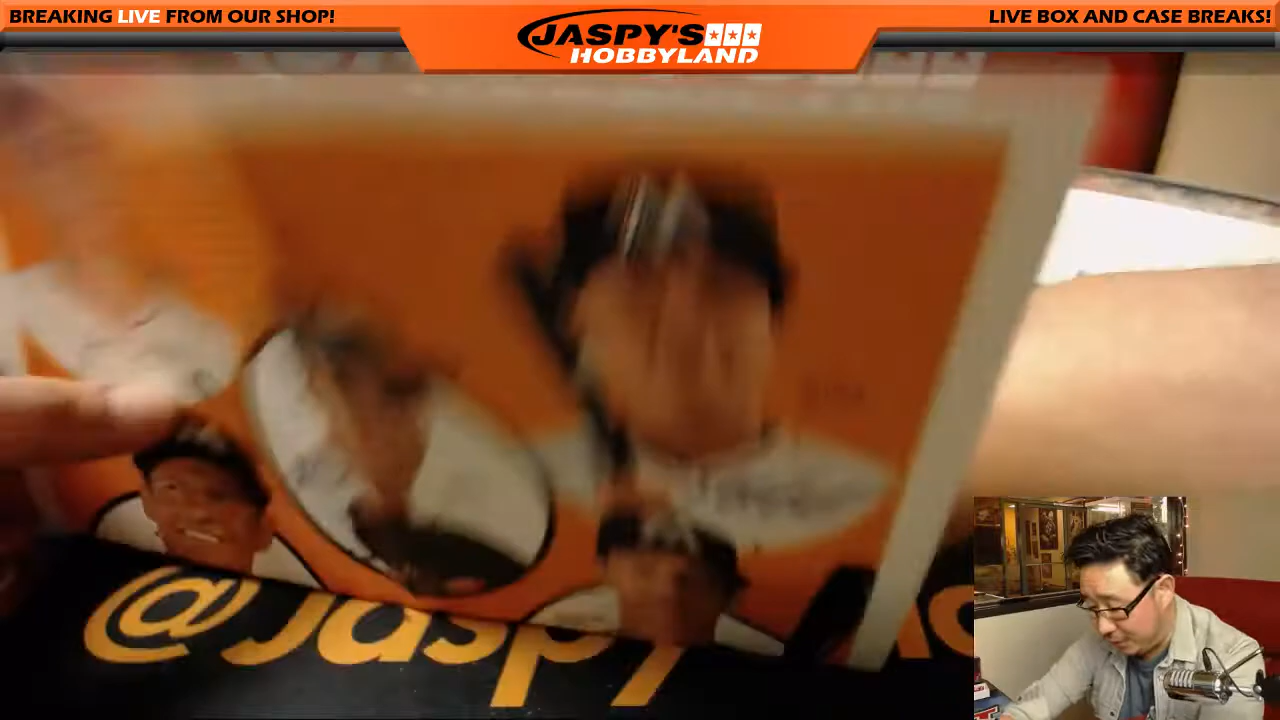 BREAKING LIVE FROM OUR SHOP!
JASPY'S
HOBBYLAND
LIVE BOX AND CASE BREAKS!
@Jaspy